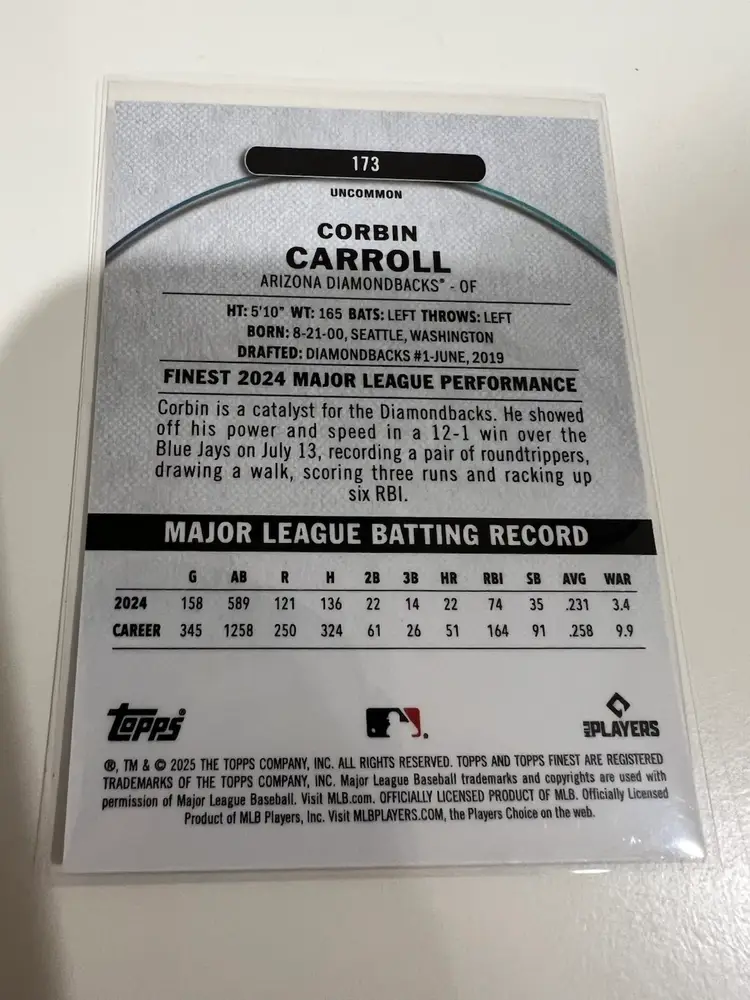 173
UNCOMMON
CORBIN
CARROLL
ARIZONA DIAMONDBACKS® - OF
HT: 5'10" WT: 165 BATS: LEFT THROWS: LEFT
BORN: 8-21-00, SEATTLE, WASHINGTON
DRAFTED: DIAMONDBACKS #1-JUNE, 2019
FINEST 2024 MAJOR LEAGUE PERFORMANCE
Corbin is a catalyst for the Diamondbacks. He showed
off his power and speed in a 12-1 win over the
Blue Jays on July 13, recording a pair of roundtrippers,
drawing a walk, scoring three runs and racking up
six RBI.
MAJOR LEAGUE BATTING RECORD
G AB R H 2B 3B HR RBI SB AVG WAR
2024 158 589 121 136 22 14 22 74 35 .231 3.4
CAREER 345 1258 250 324 61 26 51 164 91 .258 9.9
Topps® PLAYERS
®, TM & © 2025 THE TOPPS COMPANY, INC. ALL RIGHTS RESERVED. TOPPS AND TOPPS FINEST ARE REGISTERED
TRADEMARKS OF THE TOPPS COMPANY, INC. Major League Baseball trademarks and copyrights are used with
permission of Major League Baseball. Visit MLB.com. OFFICIALLY LICENSED PRODUCT OF MLB. Officially Licensed
Product of MLB Players, Inc. Visit MLBPLAYERS.COM, the Players Choice on the web.